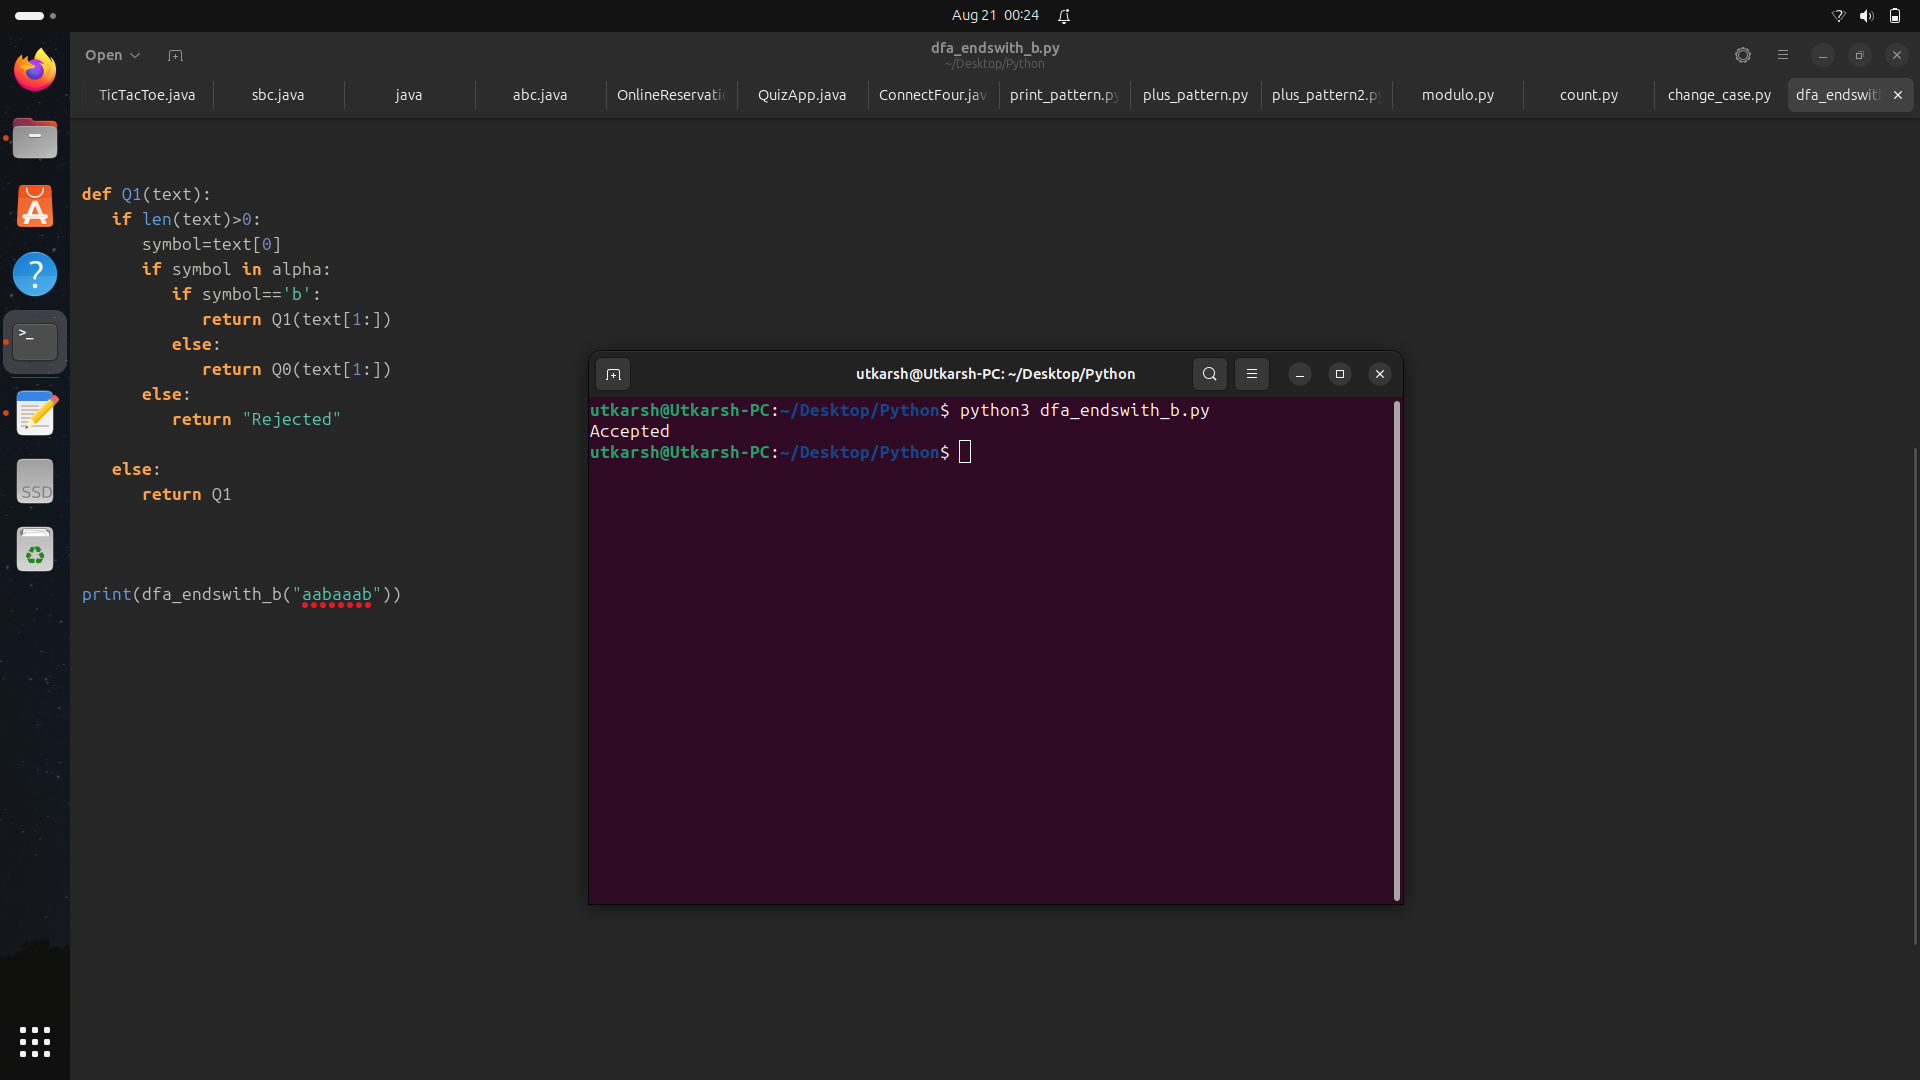 Aug 21 00:24
Open
dfa_endswith_b.py
~/Desktop/Python
TicTacToe.java
sbc.java
java
abc.java
OnlineReservati
QuizApp.java
ConnectFour.jav
print_pattern.py
plus_pattern.py
plus_pattern2.p
modulo.py
count.py
change_case.py
dfa_endswit
def Q1(text):
if len(text)>0:
symbol=text[0]
if symbol in alpha:
if symbol=='b':
return Q1(text[1:])
else:
return Q0(text[1:])
else:
return "Rejected"
else:
return Q1
print(dfa_endswith_b("aabaaab"))
utkarsh@Utkarsh-PC: ~/Desktop/Python
utkarsh@Utkarsh-PC:~/Desktop/Python$ python3 dfa_endswith_b.py
Accepted
utkarsh@Utkarsh-PC:~/Desktop/Python$
SSD